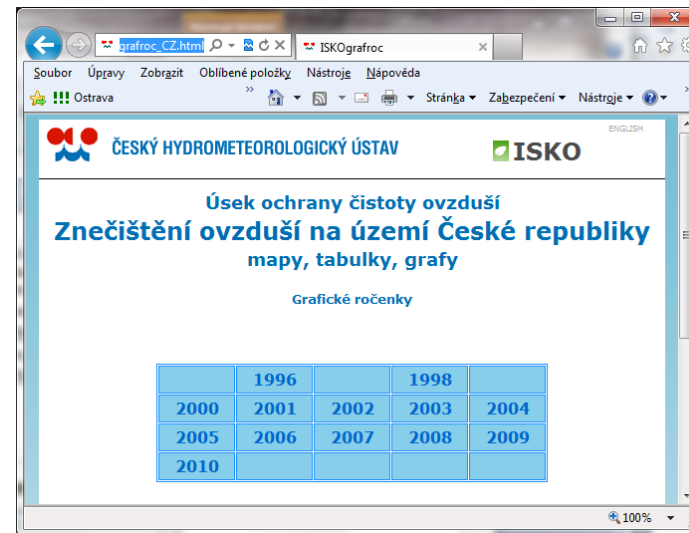 grafroc_CZ.html
ISKOgrafroc
Soubor Úpravy Zobrazit Oblíbené položky Nástroje Nápověda
!!! Ostrava » Stránka Zabezpečení Nástroje »
ENGLISH
ČESKÝ HYDROMETEOROLOGICKÝ ÚSTAV ISKO
Úsek ochrany čistoty ovzduší
Znečištění ovzduší na území České republiky
mapy, tabulky, grafy
Grafické ročenky
1996 1998
2000 2001 2002 2003 2004
2005 2006 2007 2008 2009
2010
100%